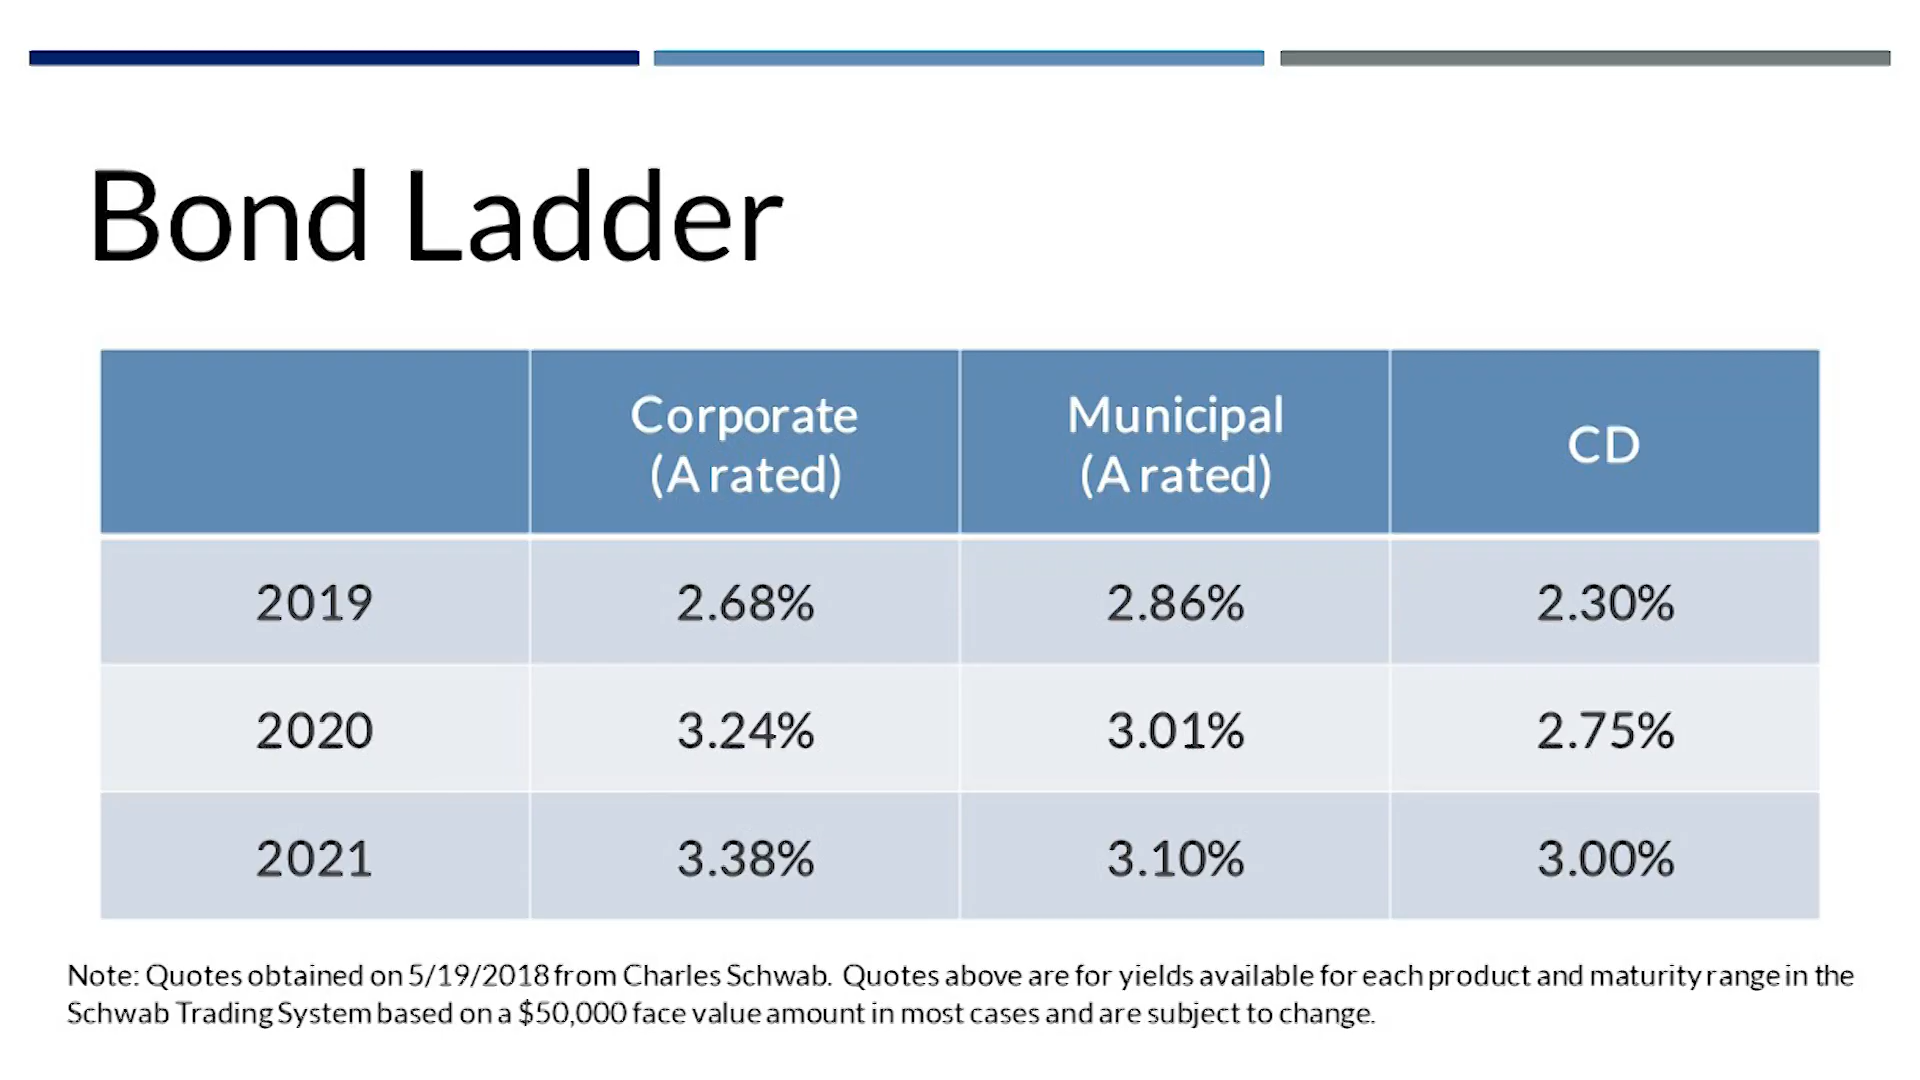 Bond Ladder
Corporate
(A rated)
Municipal
(A rated)
CD
2019 2.68% 2.86% 2.30%
2020 3.24% 3.01% 2.75%
2021 3.38% 3.10% 3.00%
Note: Quotes obtained on 5/19/2018 from Charles Schwab. Quotes above are for yields available for each product and maturity range in the
Schwab Trading System based on a $50,000 face value amount in most cases and are subject to change.